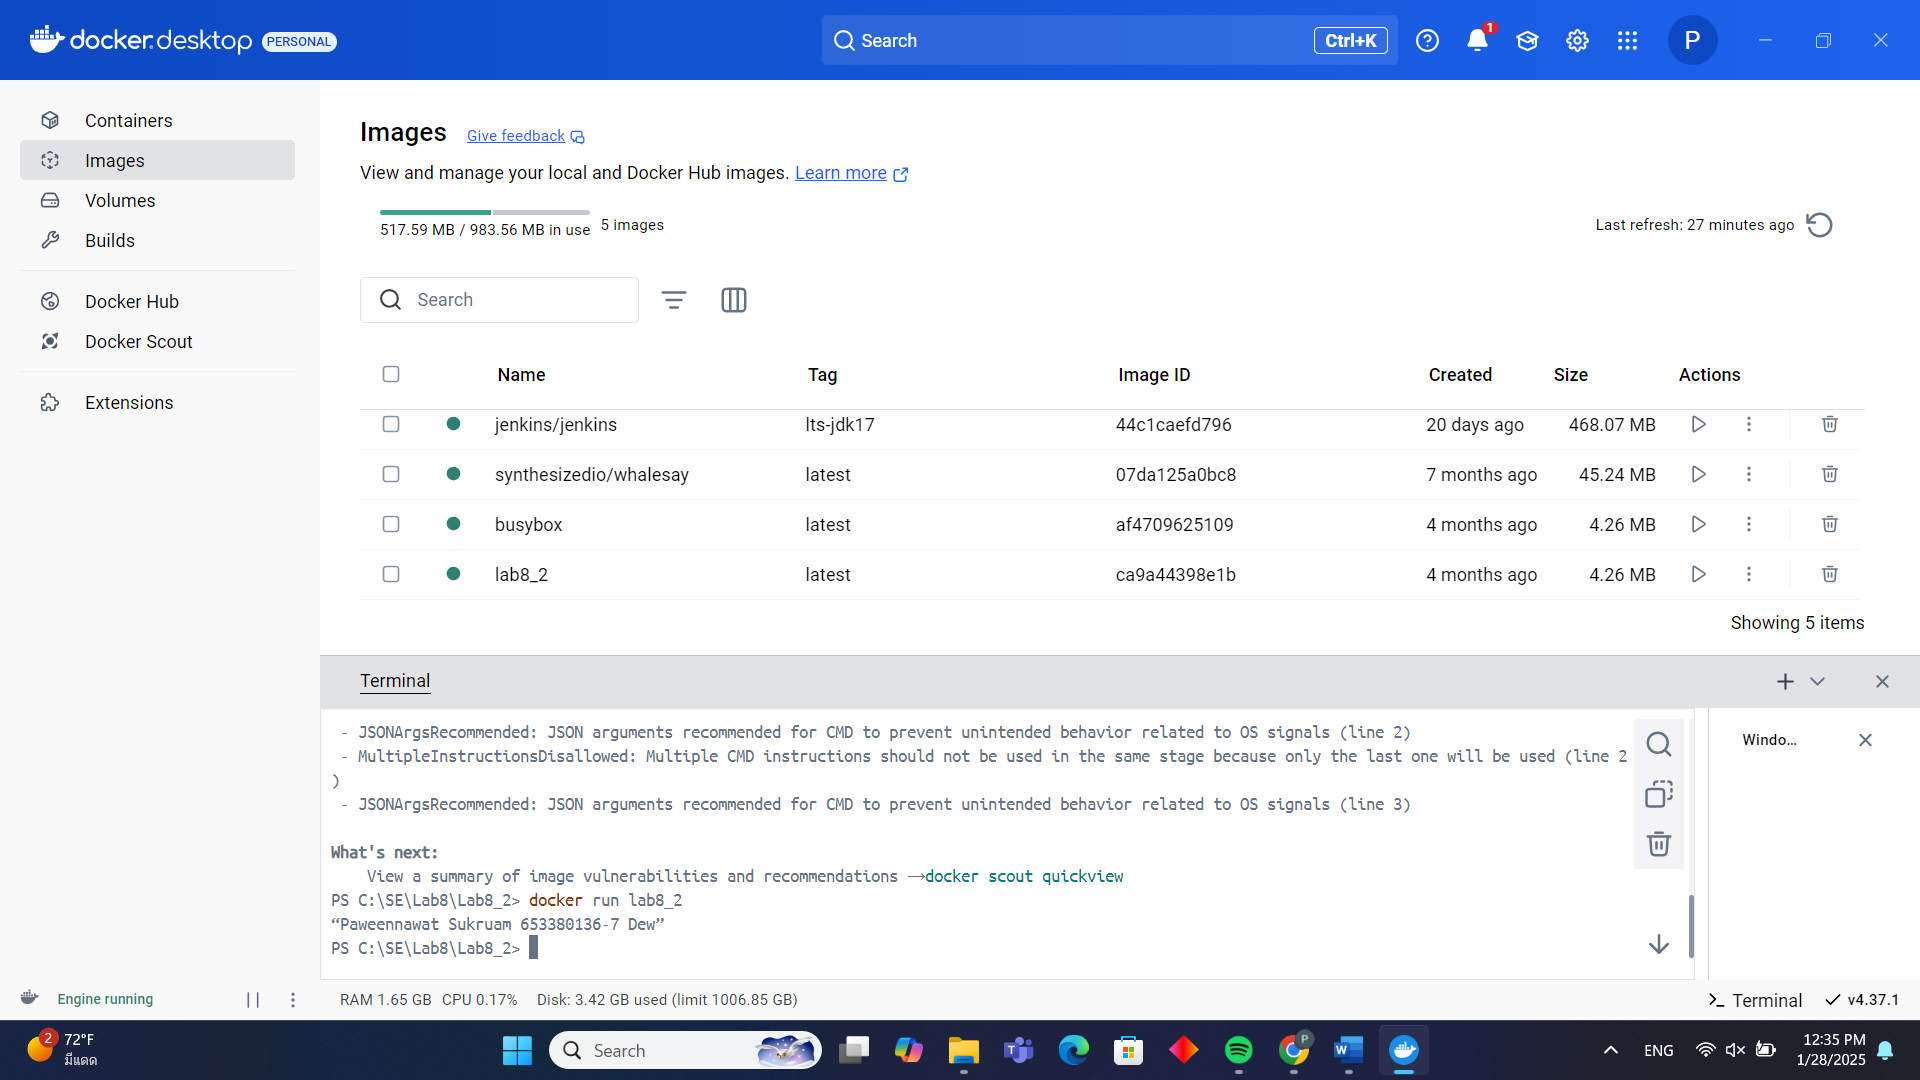 docker.desktop PERSONAL
Search Ctrl+K
1
P
Containers
Images
Volumes
Builds
Docker Hub
Docker Scout
Extensions
Images Give feedback
View and manage your local and Docker Hub images. Learn more
517.59 MB / 983.56 MB in use 5 images
Last refresh: 27 minutes ago
Search
Name Tag Image ID Created Size Actions
jenkins/jenkins lts-jdk17 44c1caefd796 20 days ago 468.07 MB
synthesizedio/whalesay latest 07da125a0bc8 7 months ago 45.24 MB
busybox latest af4709625109 4 months ago 4.26 MB
lab8_2 latest ca9a44398e1b 4 months ago 4.26 MB
Showing 5 items
Terminal
- JSONArgsRecommended: JSON arguments recommended for CMD to prevent unintended behavior related to OS signals (line 2)
- MultipleInstructionsDisallowed: Multiple CMD instructions should not be used in the same stage because only the last one will be used (line 2
)
- JSONArgsRecommended: JSON arguments recommended for CMD to prevent unintended behavior related to OS signals (line 3)
What's next:
View a summary of image vulnerabilities and recommendations → docker scout quickview
PS C:\SE\Lab8\Lab8_2> docker run lab8_2
“Paweennawat Sukruam 653380136-7 Dew”
PS C:\SE\Lab8\Lab8_2>
Windo...
Engine running
RAM 1.65 GB CPU 0.17% Disk: 3.42 GB used (limit 1006.85 GB)
Terminal v4.37.1
2
72°F
มีแดด
Search
P
ENG
12:35 PM
1/28/2025